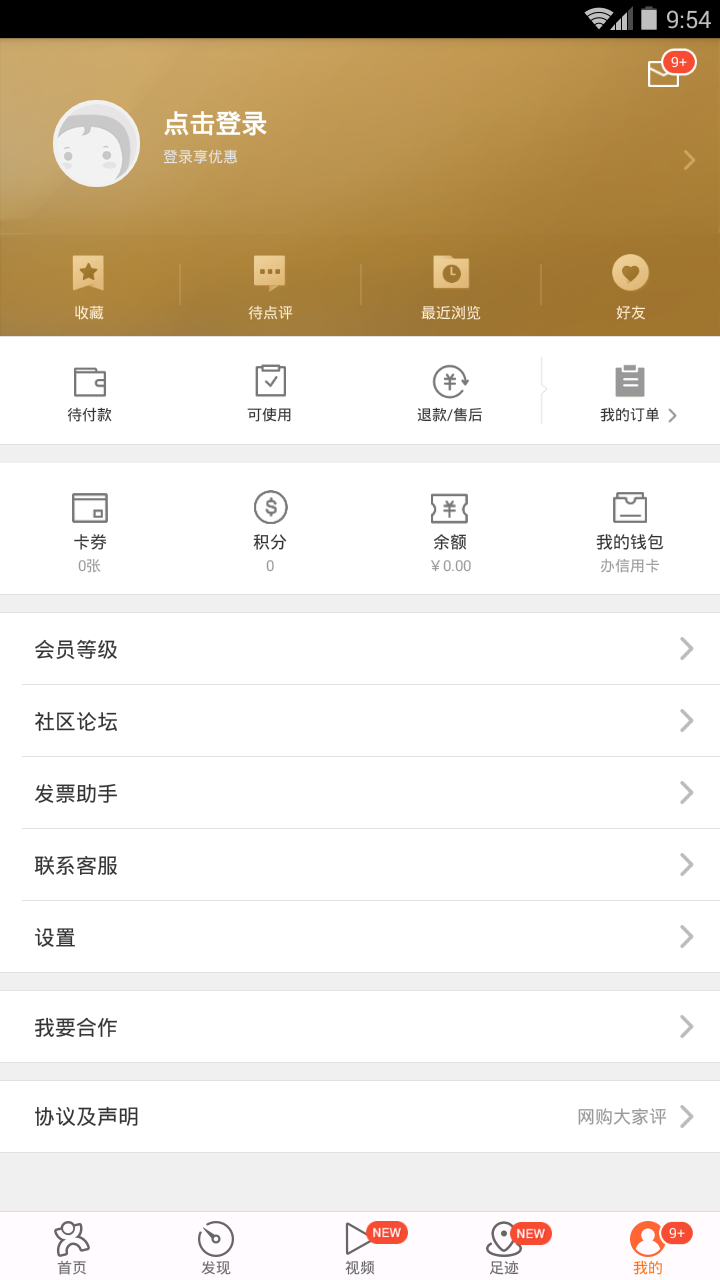 9:54
9+
点击登录
登录享优惠
收藏
待点评
最近浏览
好友
待付款
可使用
退款/售后
我的订单
卡券
积分
余额
我的钱包
0张
0
¥0.00
办信用卡
会员等级
社区论坛
发票助手
联系客服
设置
我要合作
协议及声明
网购大家评
NEW
NEW
9+
首页
发现
视频
足迹
我的